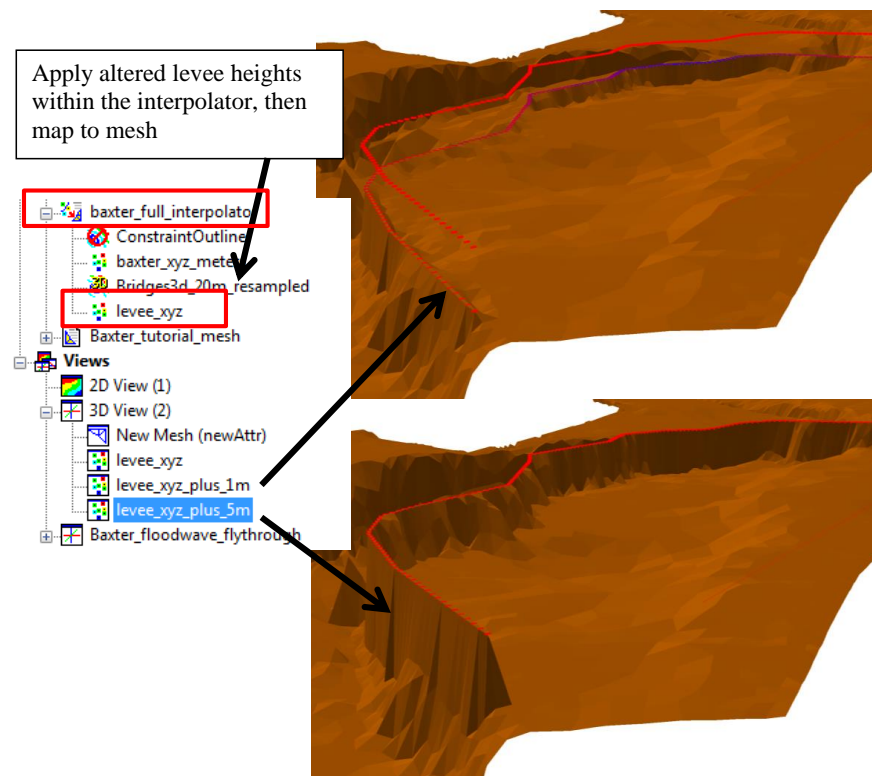 Apply altered levee heights
within the interpolator, then
map to mesh
baxter_full_interpolato
ConstraintOutline
baxter_xyz_mete
Bridges3d_20m_resampled
levee_xyz
Baxter_tutorial_mesh
Views
2D View (1)
3D View (2)
New Mesh (newAttr)
levee_xyz
levee_xyz_plus_1m
levee_xyz_plus_5m
Baxter_floodwave_flythrough